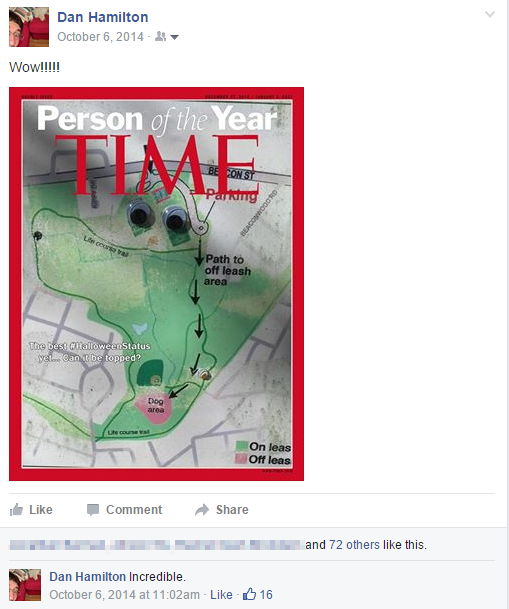 Dan Hamilton
October 6, 2014
Wow!!!!!
Person of the Year
TIME
BEACON ST
Parking
BEACONWOOD RD
Life course trail
Path to
off leash
area
The best #HalloweenStatus
yet... Can it be topped?
Dog
area
Life course trail
On leas
Off leas
Like Comment Share
and 72 others like this.
Dan Hamilton Incredible.
October 6, 2014 at 11:02am · Like · 16